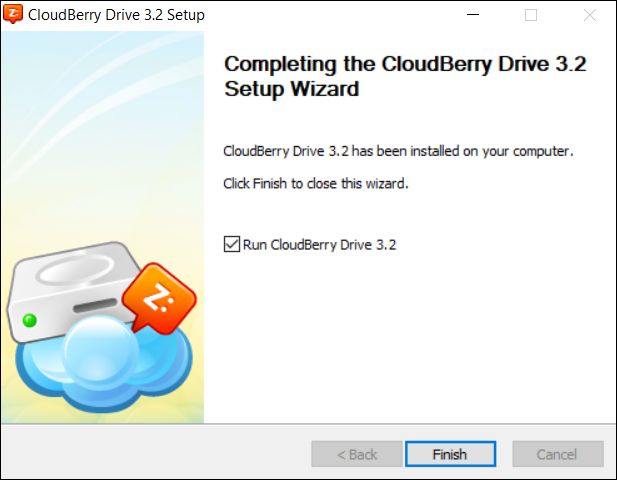 CloudBerry Drive 3.2 Setup
Completing the CloudBerry Drive 3.2
Setup Wizard
CloudBerry Drive 3.2 has been installed on your computer.
Click Finish to close this wizard.
Run CloudBerry Drive 3.2
Z:
< Back
Finish
Cancel